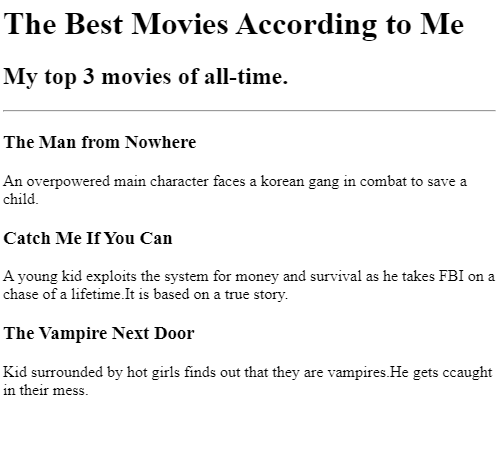 The Best Movies According to Me
My top 3 movies of all-time.
The Man from Nowhere
An overpowered main character faces a korean gang in combat to save a
child.
Catch Me If You Can
A young kid exploits the system for money and survival as he takes FBI on a
chase of a lifetime.It is based on a true story.
The Vampire Next Door
Kid surrounded by hot girls finds out that they are vampires.He gets ccaught
in their mess.